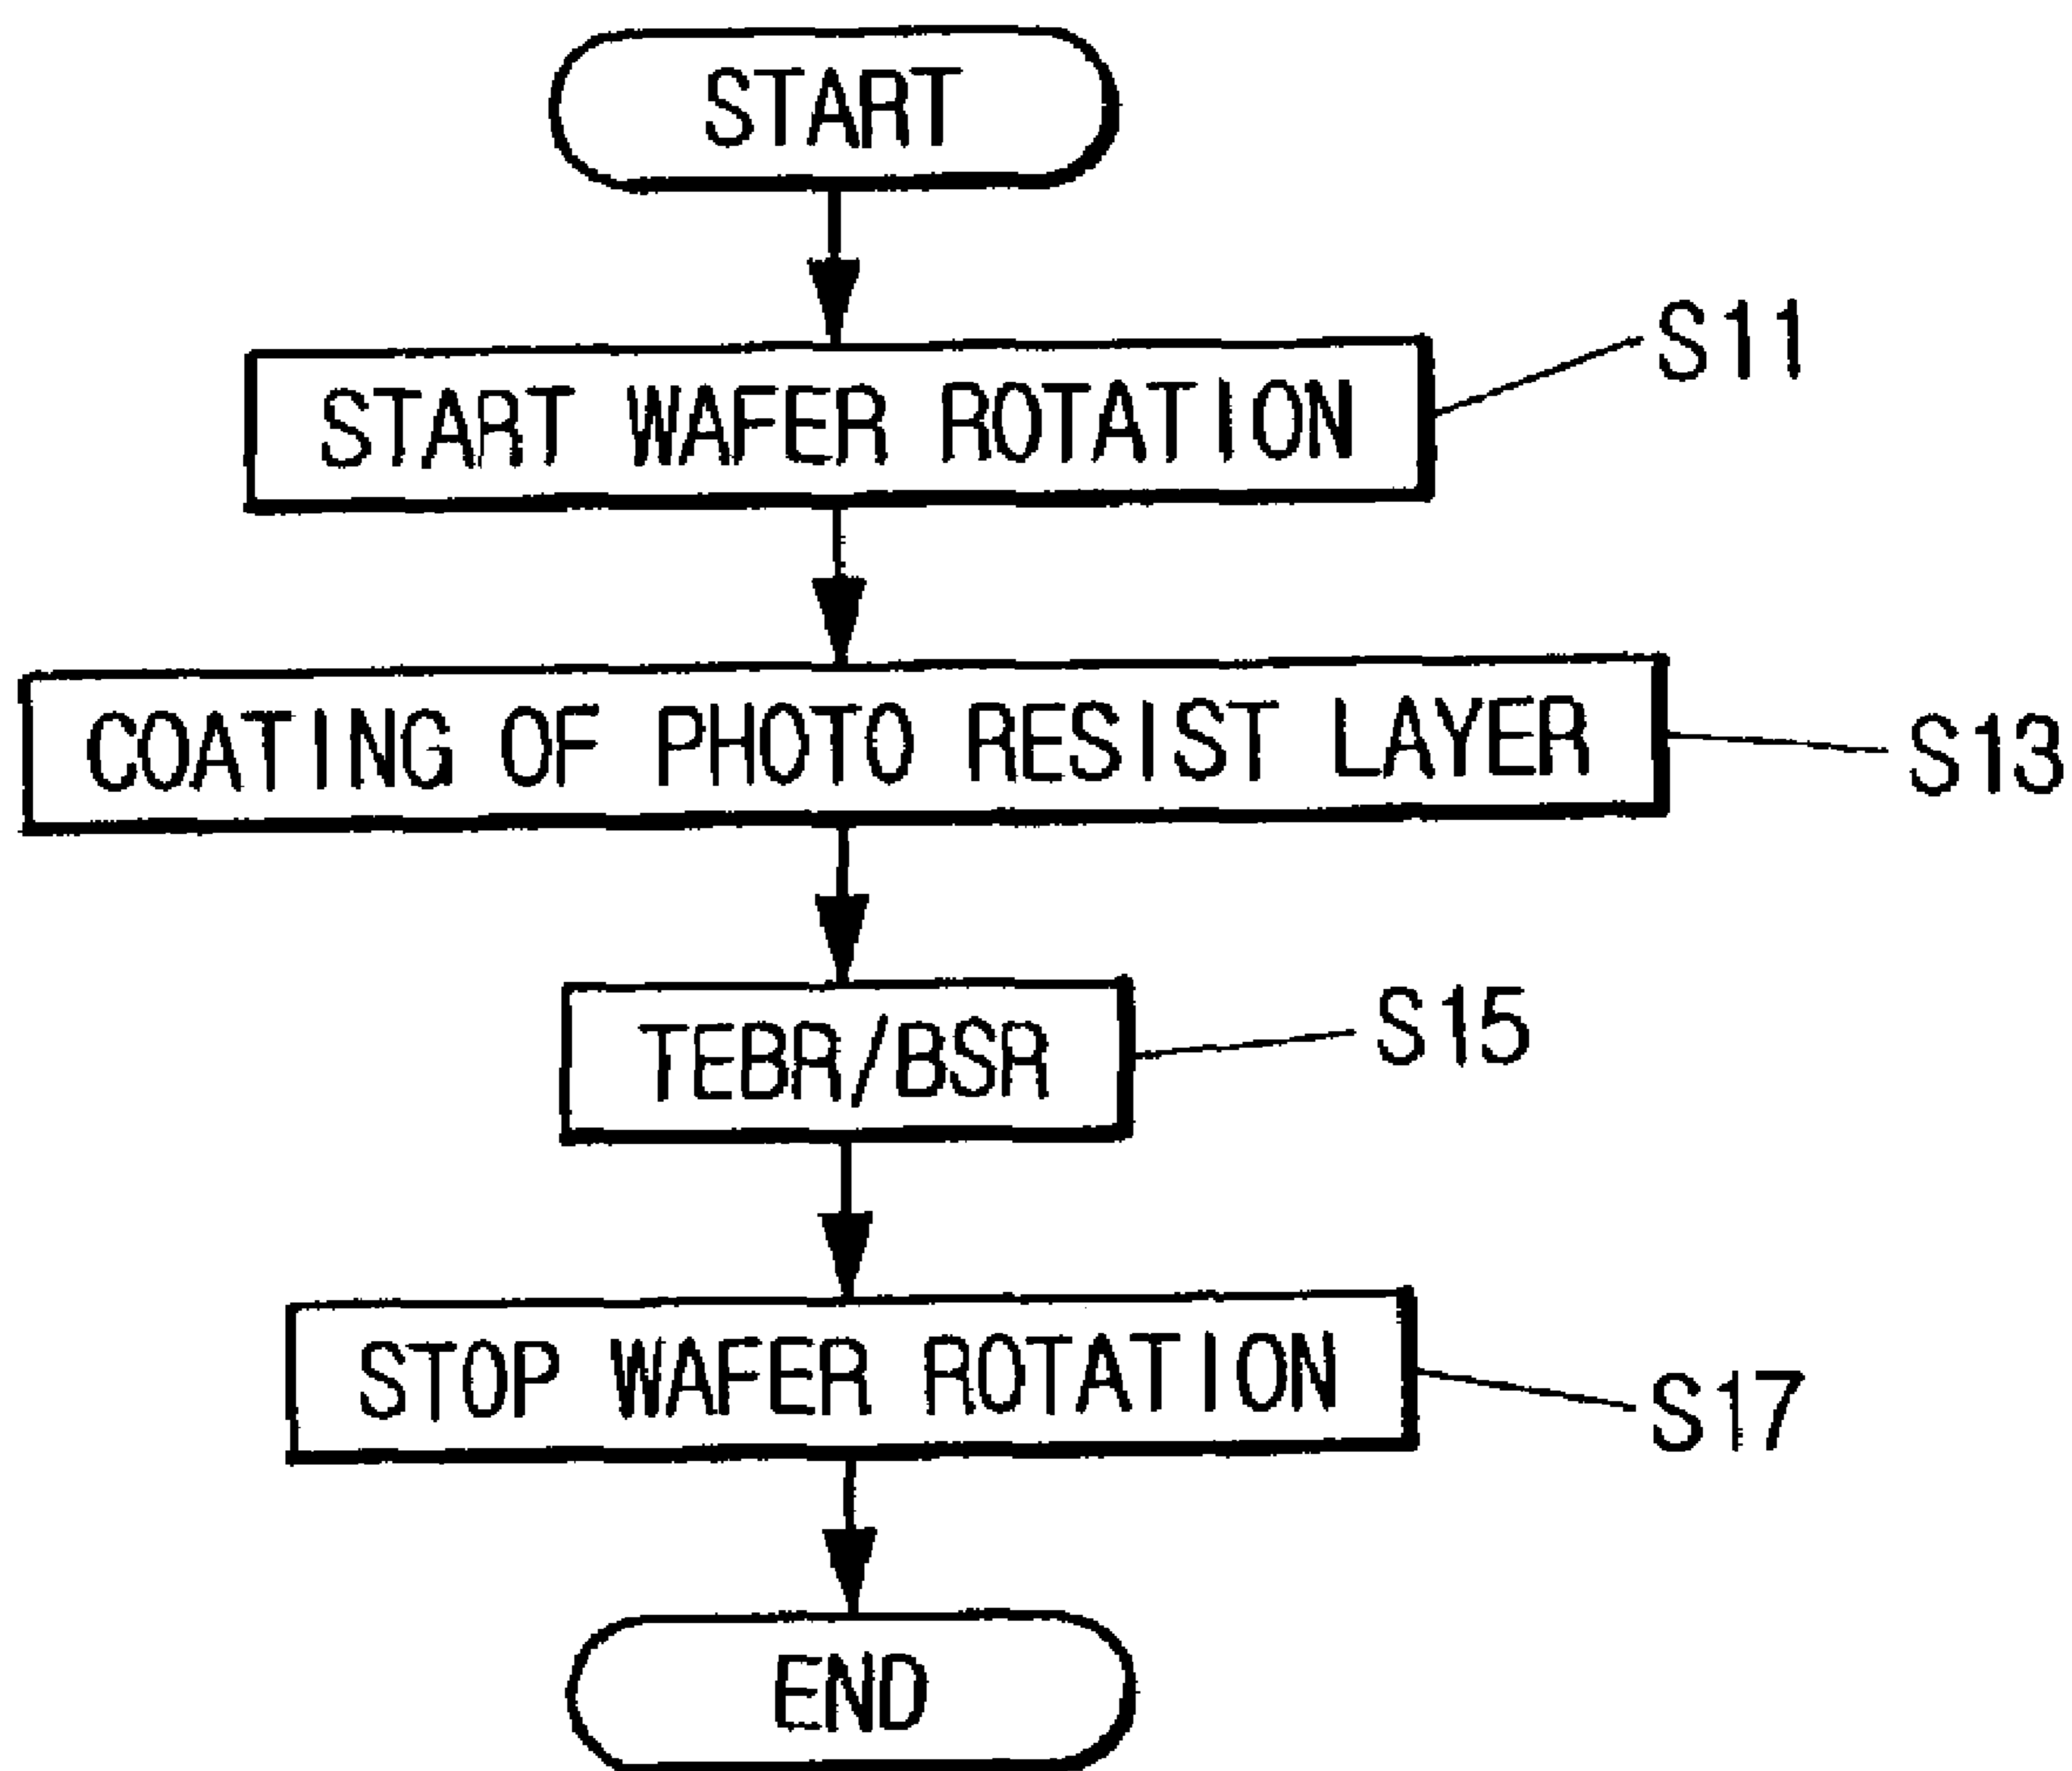 START
START WAFER ROTATION
S11
COATING OF PHOTO RESIST LAYER
S13
TEBR/BSR
S15
STOP WAFER ROTATION
S17
END